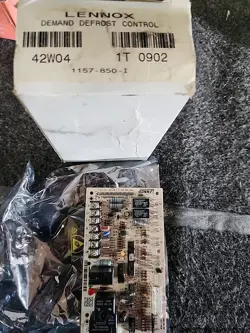 LENNOX
DEMAND DEFROST CONTROL
42W04 1T 0902
1157-850-I